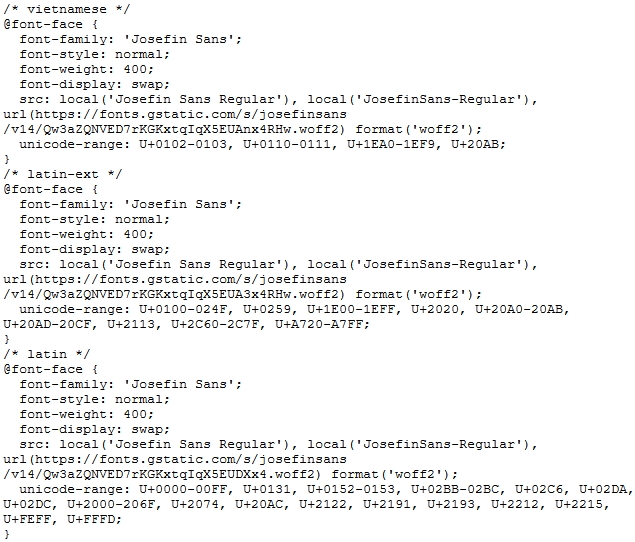 /* vietnamese */
@font-face {
  font-family: 'Josefin Sans';
  font-style: normal;
  font-weight: 400;
  font-display: swap;
  src: local('Josefin Sans Regular'), local('JosefinSans-Regular'),
url(https://fonts.gstatic.com/s/josefinsans
/v14/Qw3aZQNVED7rKGKxtqIqX5EUAnx4RHw.woff2) format('woff2');
  unicode-range: U+0102-0103, U+0110-0111, U+1EA0-1EF9, U+20AB;
}
/* latin-ext */
@font-face {
  font-family: 'Josefin Sans';
  font-style: normal;
  font-weight: 400;
  font-display: swap;
  src: local('Josefin Sans Regular'), local('JosefinSans-Regular'),
url(https://fonts.gstatic.com/s/josefinsans
/v14/Qw3aZQNVED7rKGKxtqIqX5EUA3x4RHw.woff2) format('woff2');
  unicode-range: U+0100-024F, U+0259, U+1E00-1EFF, U+2020, U+20A0-20AB,
U+20AD-20CF, U+2113, U+2C60-2C7F, U+A720-A7FF;
}
/* latin */
@font-face {
  font-family: 'Josefin Sans';
  font-style: normal;
  font-weight: 400;
  font-display: swap;
  src: local('Josefin Sans Regular'), local('JosefinSans-Regular'),
url(https://fonts.gstatic.com/s/josefinsans
/v14/Qw3aZQNVED7rKGKxtqIqX5EUDXx4.woff2) format('woff2');
  unicode-range: U+0000-00FF, U+0131, U+0152-0153, U+02BB-02BC, U+02C6, U+02DA,
U+02DC, U+2000-206F, U+2074, U+20AC, U+2122, U+2191, U+2193, U+2212, U+2215,
U+FEFF, U+FFFD;
}